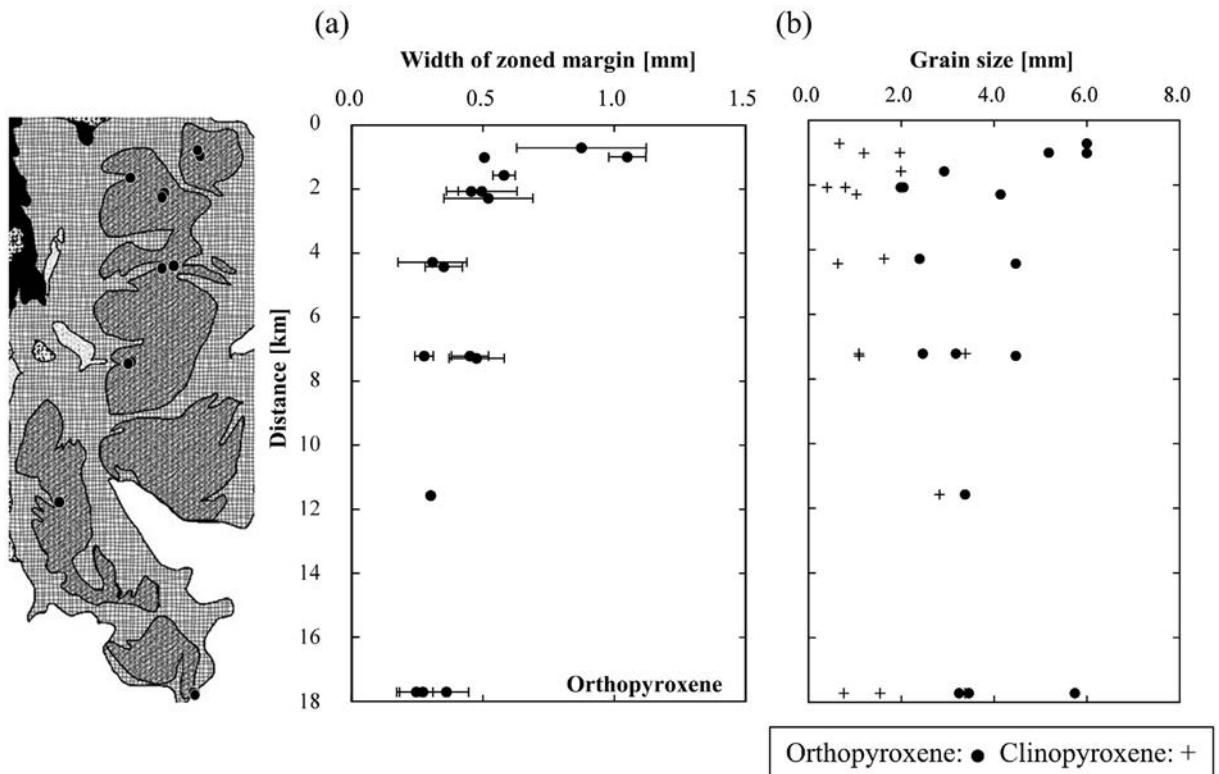 (a)
Width of zoned margin [mm]
0.0 0.5 1.0 1.5
Distance [km]
0
2
4
6
8
10
12
14
16
18
Orthopyroxene
(b)
Grain size [mm]
0.0 2.0 4.0 6.0 8.0
Orthopyroxene: ● Clinopyroxene: +